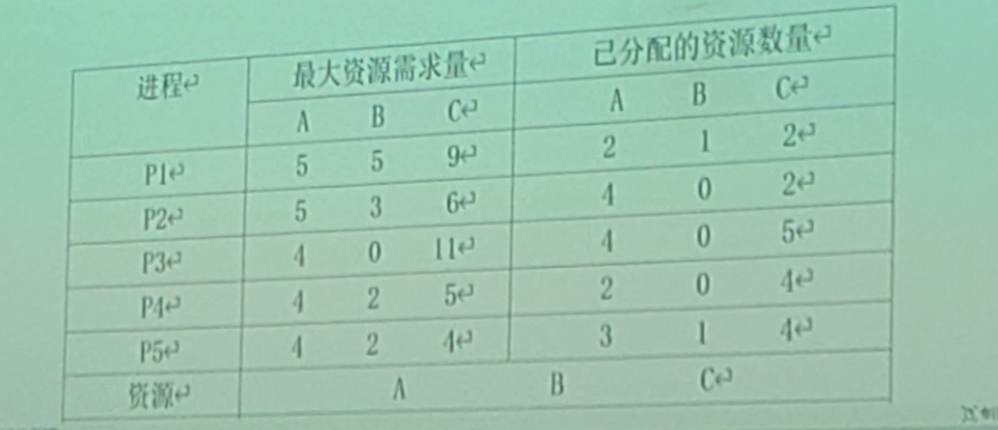 进程↵ 最大资源需求量↵ 已分配的资源数量↵
A B C↵ A B C↵
P1↵ 5 5 9↵ 2 1 2↵
P2↵ 5 3 6↵ 4 0 2↵
P3↵ 4 0 11↵ 4 0 5↵
P4↵ 4 2 5↵ 2 0 4↵
P5↵ 4 2 4↵ 3 1 4↵
资源↵ A B C↵